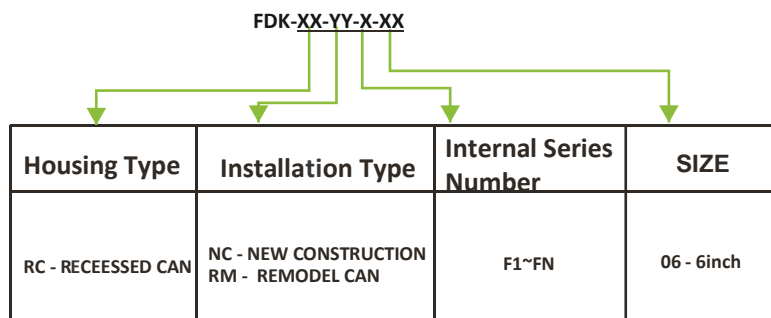 FDK-XX-YY-X-XX
Housing Type
Installation Type
Internal Series
Number
SIZE
RC - RECEESSED CAN
NC - NEW CONSTRUCTION
RM - REMODEL CAN
F1~FN
06 - 6inch